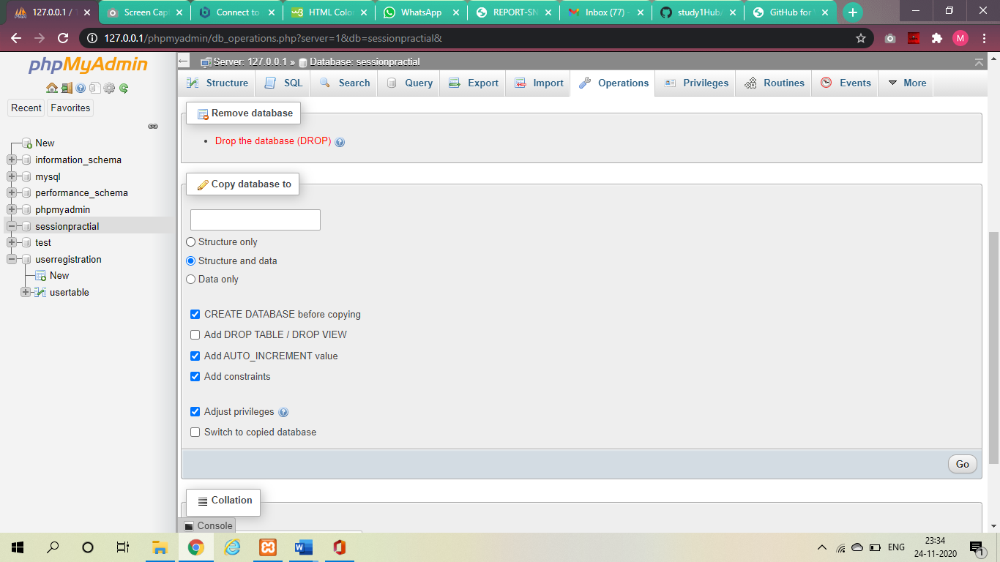 127.0.0.1 / 1
Screen Capt
Connect to
HTML Color
WhatsApp
REPORT-SN
Inbox (77) -
study1Hub/
GitHub for
127.0.0.1/phpmyadmin/db_operations.php?server=1&db=sessionpractial&
M
phpMyAdmin
Recent
Favorites
New
information_schema
mysql
performance_schema
phpmyadmin
sessionpractial
test
userregistration
New
usertable
Server: 127.0.0.1 » Database: sessionpractial
Structure
SQL
Search
Query
Export
Import
Operations
Privileges
Routines
Events
More
Remove database
Drop the database (DROP)
Copy database to
Structure only
Structure and data
Data only
CREATE DATABASE before copying
Add DROP TABLE / DROP VIEW
Add AUTO_INCREMENT value
Add constraints
Adjust privileges
Switch to copied database
Go
Collation
Console
ENG
23:34
24-11-2020
1